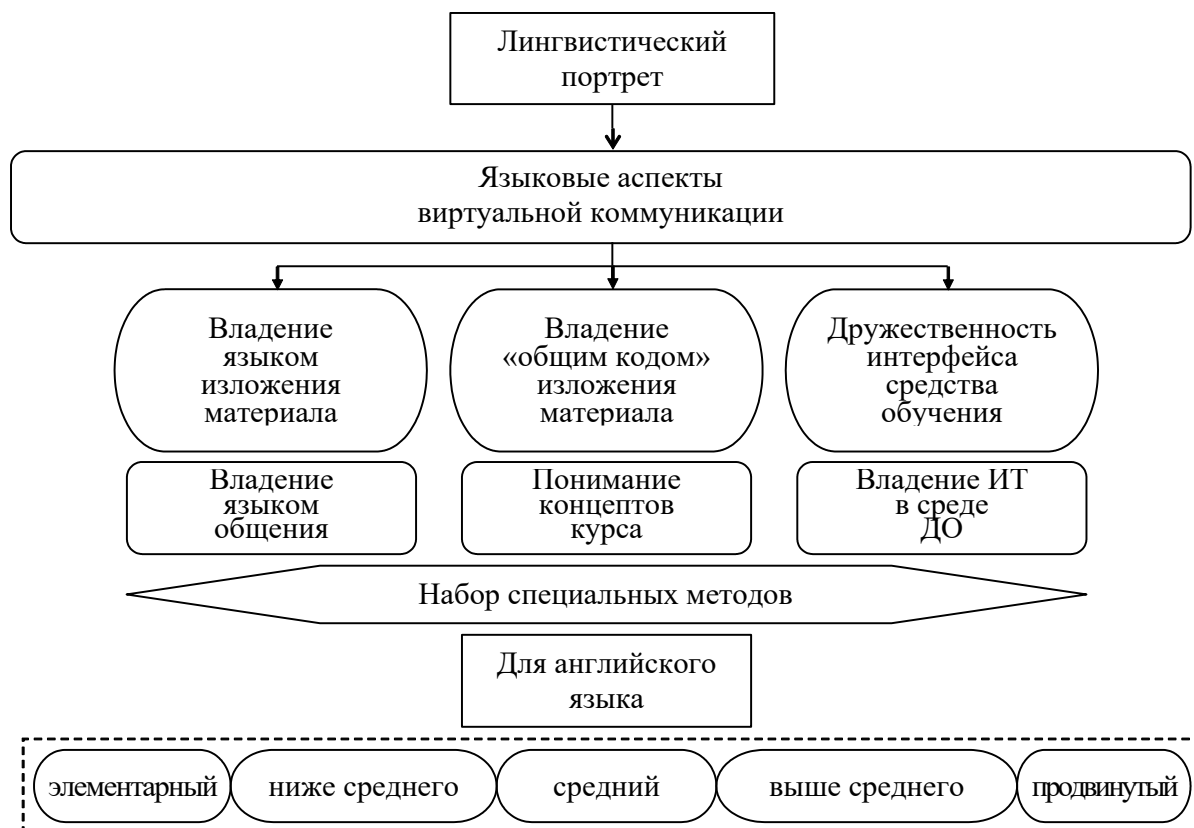 Лингвистический
портрет
Языковые аспекты
виртуальной коммуникации
Владение
языком
изложения
материала
Владение
«общим кодом»
изложения
материала
Дружественность
интерфейса
средства
обучения
Владение
языком
общения
Понимание
концептов
курса
Владение ИТ
в среде
ДО
Набор специальных методов
Для английского
языка
элементарный
ниже среднего
средний
выше среднего
продвинутый